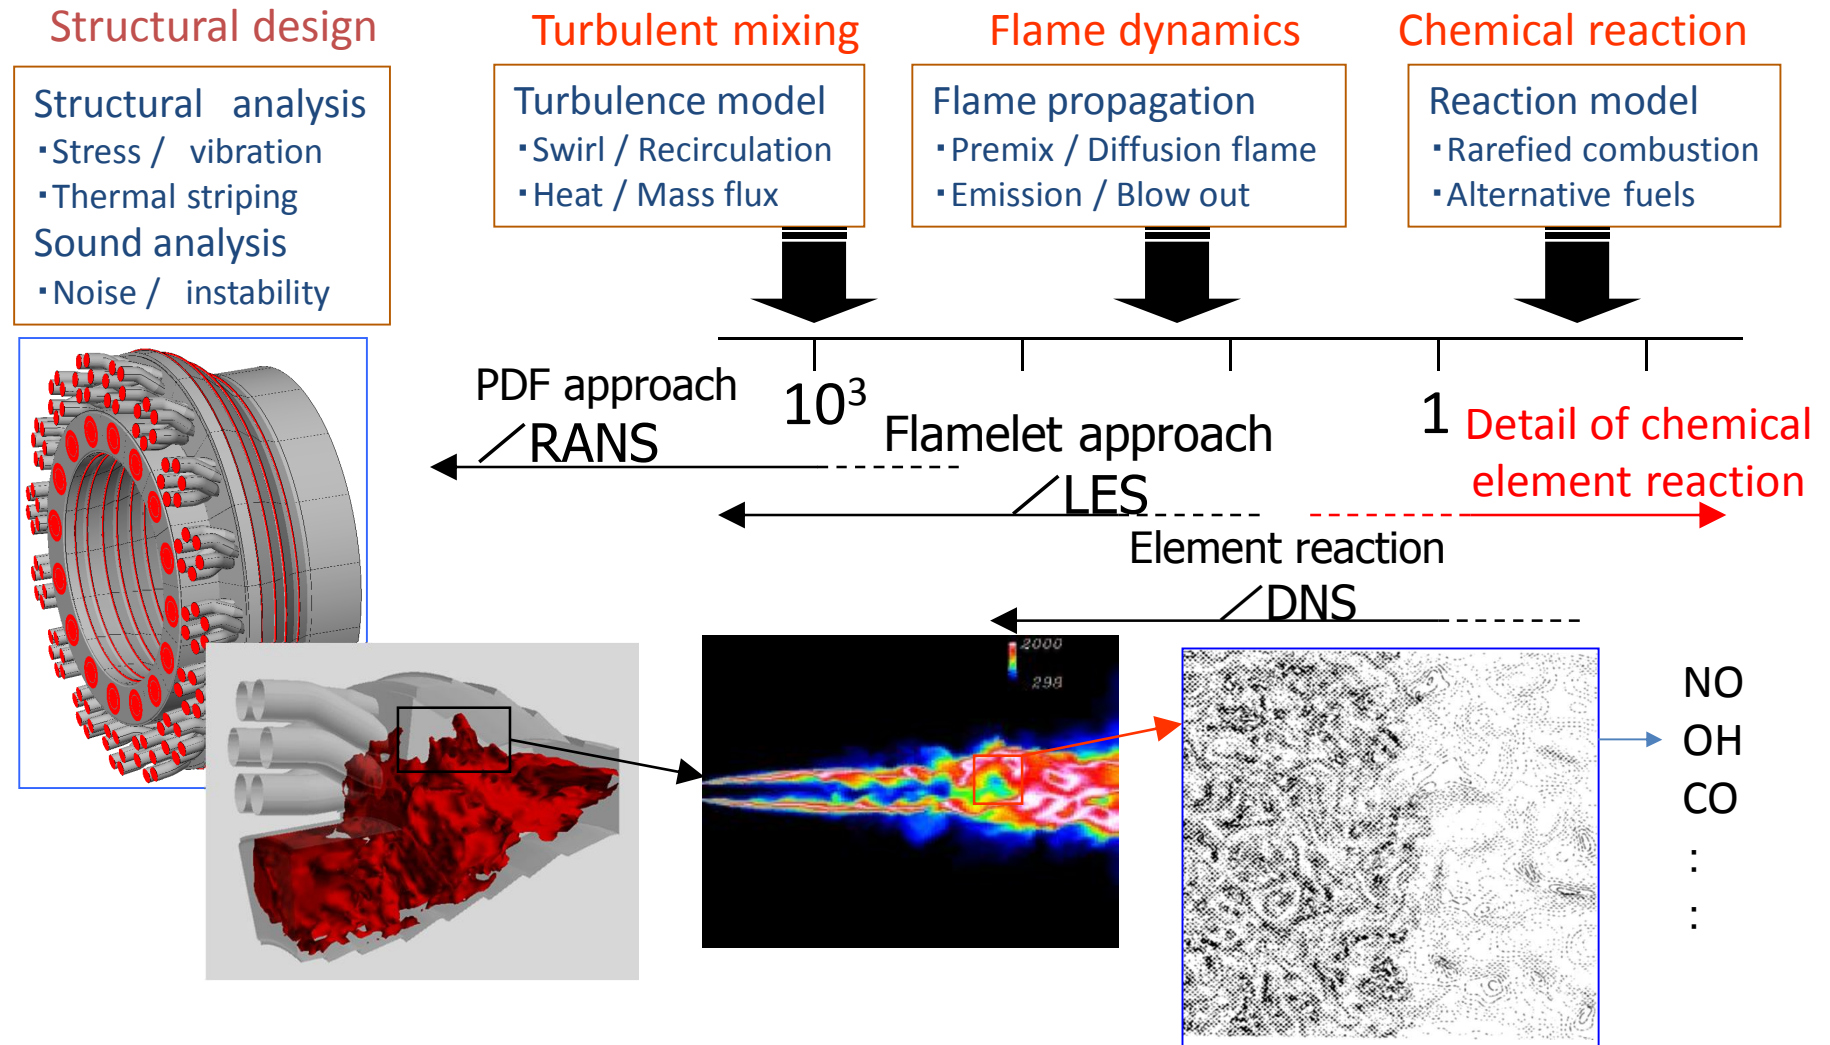 Structural design
Structural analysis
・Stress / vibration
・Thermal striping
Sound analysis
・Noise / instability
Turbulent mixing
Turbulence model
・Swirl / Recirculation
・Heat / Mass flux
Flame dynamics
Flame propagation
・Premix / Diffusion flame
・Emission / Blow out
Chemical reaction
Reaction model
・Rarefied combustion
・Alternative fuels
10³
1
PDF approach
/RANS
Flamelet approach
/LES
Detail of chemical
element reaction
Element reaction
/DNS
2000
298
NO
OH
CO
:
: